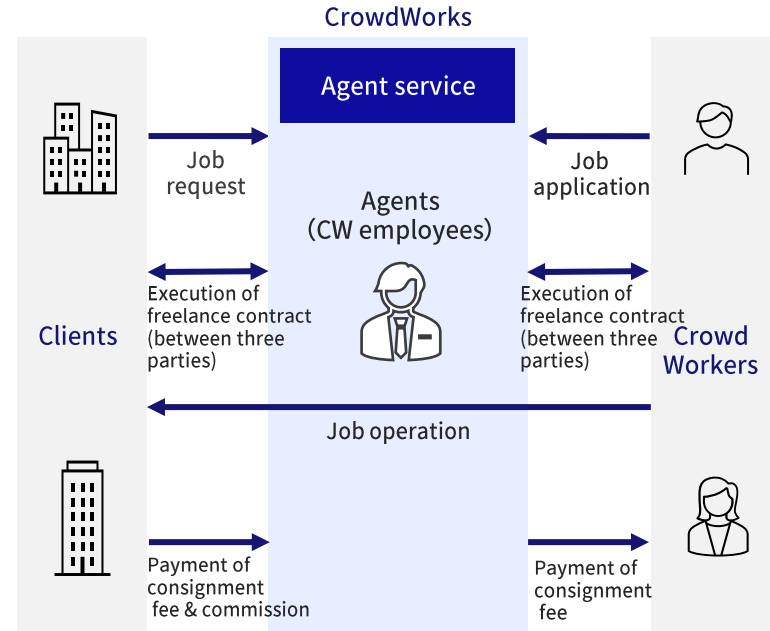 CrowdWorks
Agent service
Job
request
Job
application
Agents
(CW employees)
Execution of
freelance contract
(between three
parties)
Execution of
freelance contract
(between three
parties)
Clients
Crowd
Workers
Job operation
Payment of
consignment
fee & commission
Payment of
consignment
fee